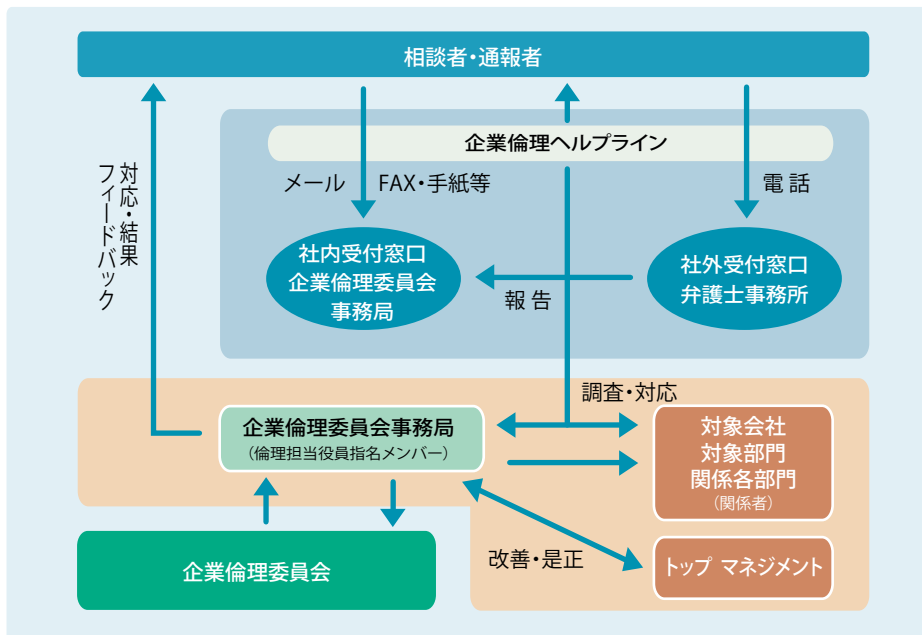 相談者・通報者
企業倫理ヘルプライン
メール
FAX・手紙等
電話
対応・結果
フィードバック
社内受付窓口
企業倫理委員会
事務局
報告
社外受付窓口
弁護士事務所
調査・対応
企業倫理委員会事務局
（倫理担当役員指名メンバー）
対象会社
対象部門
関係各部門
（関係者）
企業倫理委員会
改善・是正
トップ マネジメント